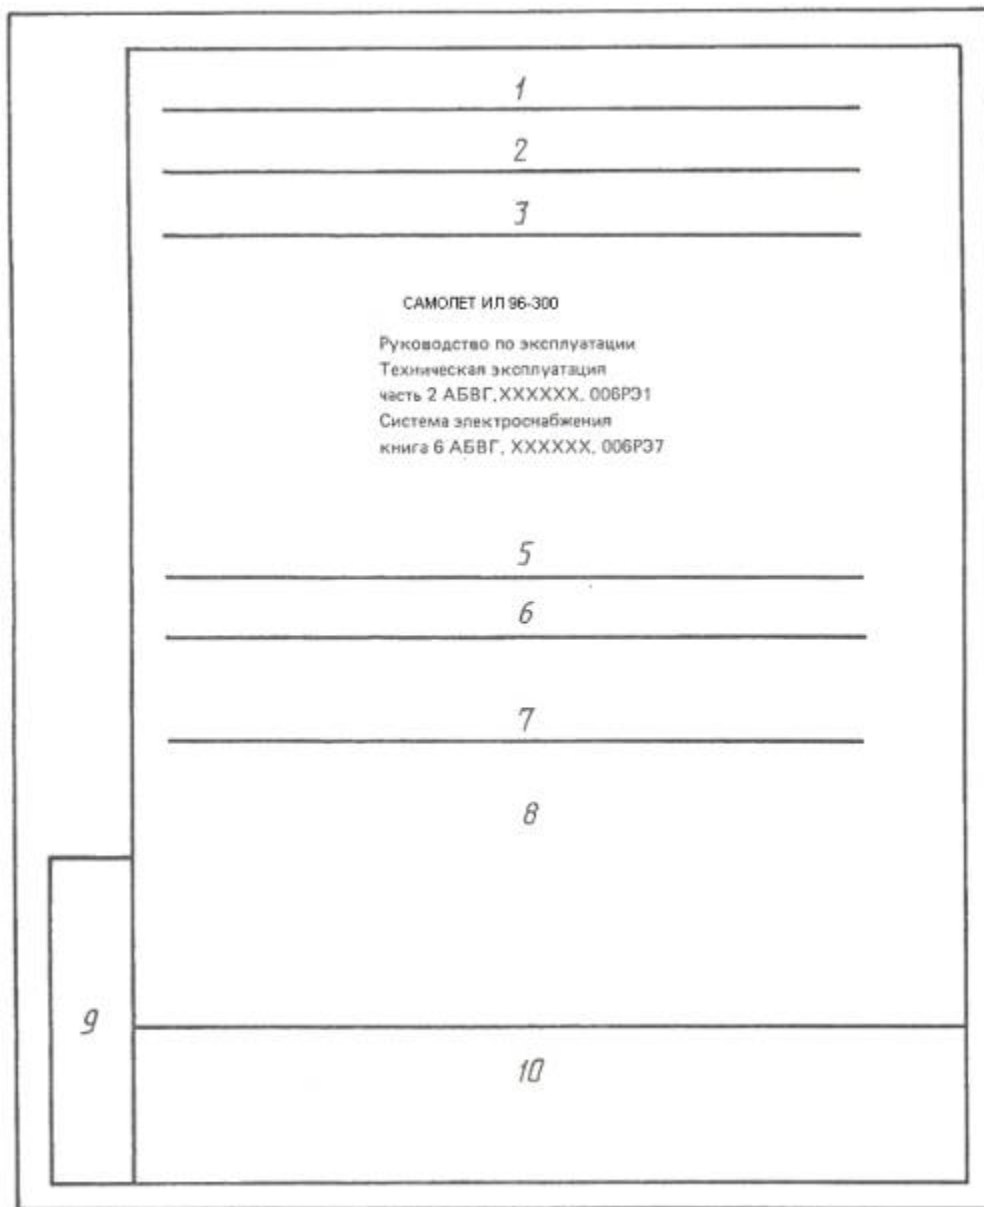 1
2
3
САМОЛЕТ ИЛ 96-300
Руководство по эксплуатации
Техническая эксплуатация
часть 2 АБВГ,XXXXXX. 006РЭ1
Система электроснабжения
книга 6 АБВГ, XXXXXX. 006РЭ7
5
6
7
8
9
10